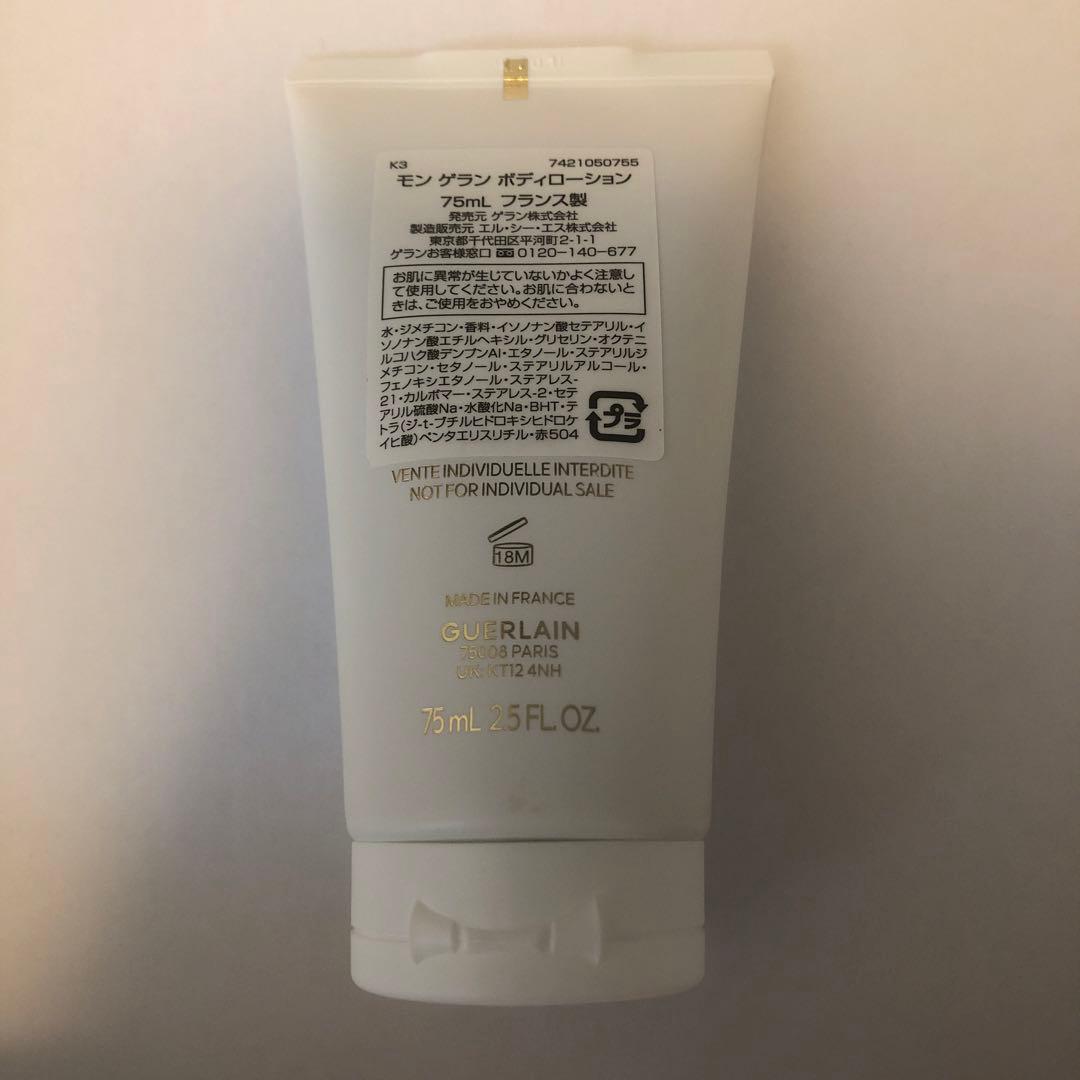 K3 7421050755
モン ゲラン ボディローション
75mL フランス製
発売元 ゲラン株式会社
製造販売元 エル・シー・エス株式会社
東京都千代田区平河町2-1-1
ゲランお客様窓口 0120-140-677
お肌に異常が生じていないかよく注意し
て使用してください。お肌に合わないと
きは、ご使用をおやめください。
水・ジメチコン・香料・イソノナン酸セテアリル・イ
ソノナン酸エチルヘキシル・グリセリン・オクテニ
ルコハク酸デンプンAl・エタノール・ステアリルジ
メチコン・セタノール・ステアリルアルコール・
フェノキシエタノール・ステアレス-
21・カルボマー・ステアレス-2・セテ
アリル硫酸Na・水酸化Na・BHT・テ
トラ(ジ-t-ブチルヒドロキシヒドロケ
イヒ酸)ペンタエリスリチル・赤504
プラ
VENTE INDIVIDUELLE INTERDITE
NOT FOR INDIVIDUAL SALE
18M
MADE IN FRANCE
GUERLAIN
75008 PARIS
UK: KT12 4NH
75 mL 2.5 FL. OZ.